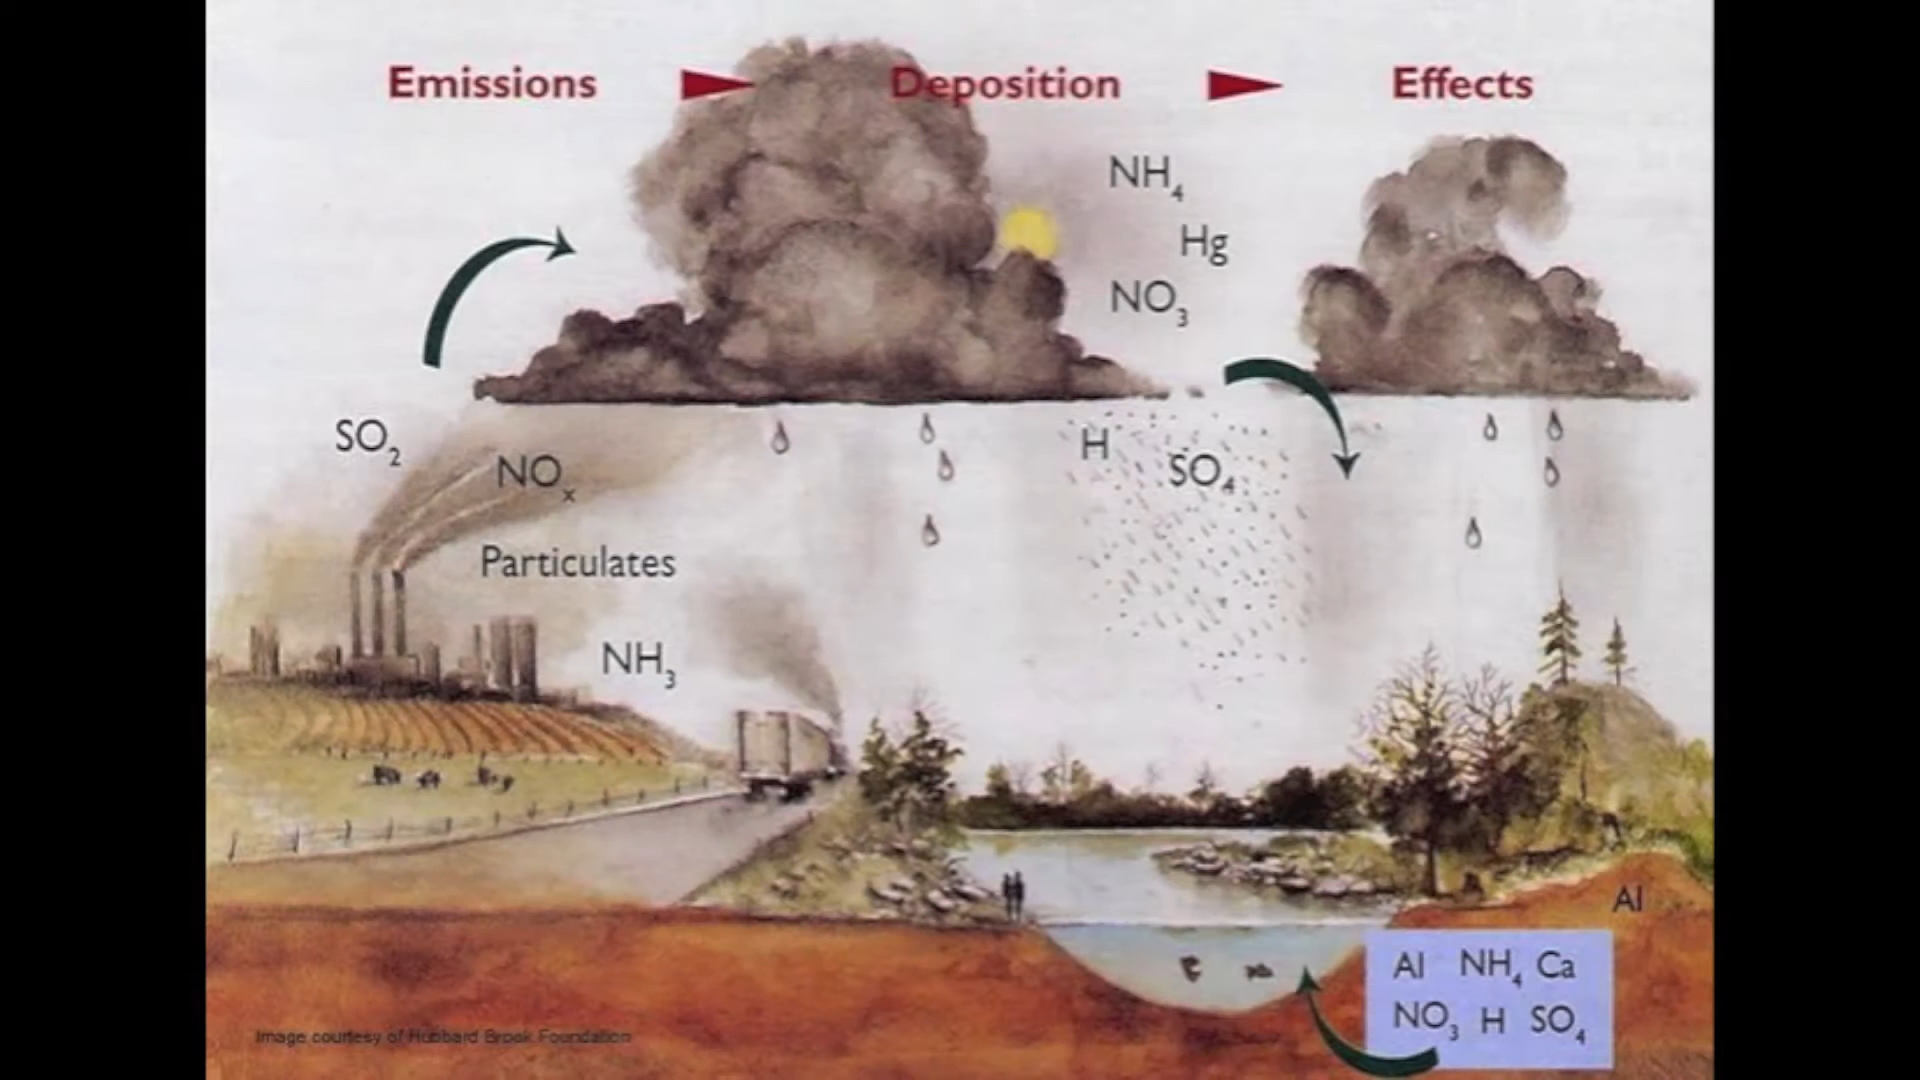 Emissions Deposition Effects
NH₄
Hg
NO₃
SO₂
NOₓ
H
SO₄
Particulates
NH₃
Al
Al NH₄ Ca
NO₃ H SO₄
Image courtesy of Hubbard Brook Foundation